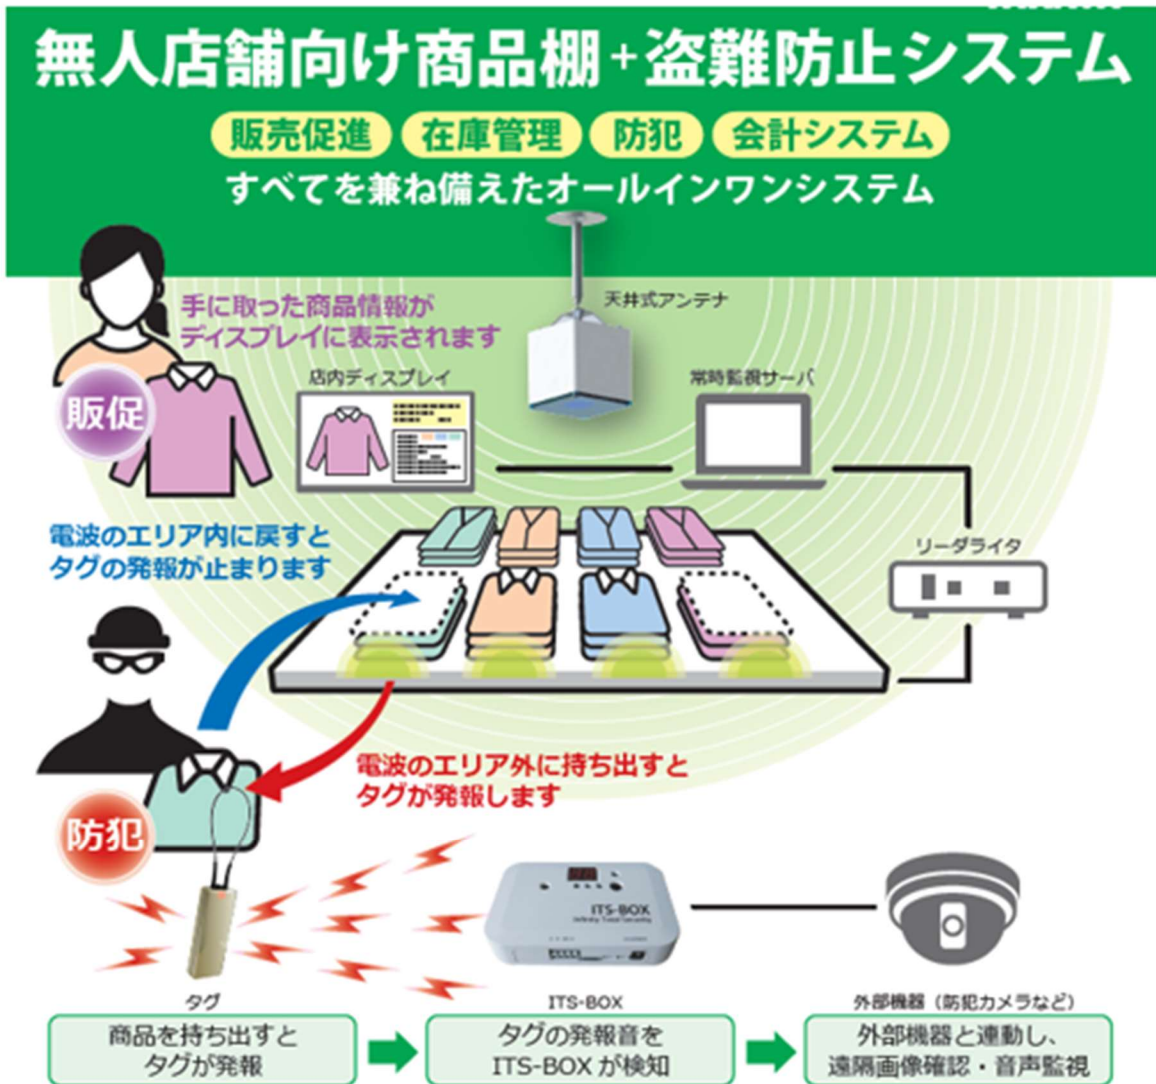 無人店舗向け商品棚+盗難防止システム
販売促進 在庫管理 防犯 会計システム
すべてを兼ね備えたオールインワンシステム
天井式アンテナ
手に取った商品情報が
ディスプレイに表示されます
販促
店内ディスプレイ
常時監視サーバ
電波のエリア内に戻すと
タグの発報が止まります
リーダライタ
電波のエリア外に持ち出すと
タグが発報します
防犯
ITS-BOX
Infinity Total Security
タグ
ITS-BOX
外部機器(防犯カメラなど)
商品を持ち出すと
タグが発報
タグの発報音を
ITS-BOXが検知
外部機器と連動し、
遠隔画像確認・音声監視